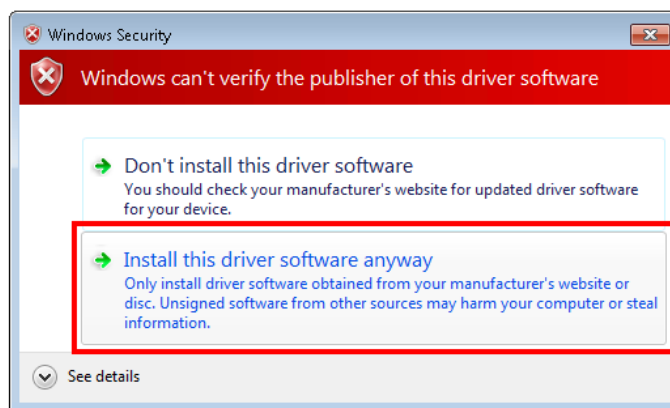 Windows Security
Windows can't verify the publisher of this driver software
Don't install this driver software
You should check your manufacturer's website for updated driver software
for your device.
Install this driver software anyway
Only install driver software obtained from your manufacturer's website or
disc. Unsigned software from other sources may harm your computer or steal
information.
See details